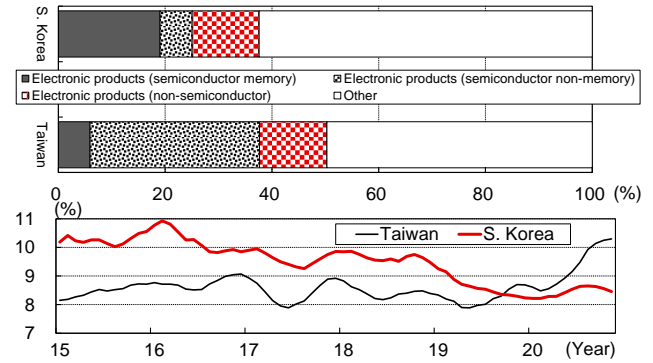 S. Korea
Electronic products (semiconductor memory) Electronic products (semiconductor non-memory)
Electronic products (non-semiconductor) Other
Taiwan
0 20 40 60 80 100 (%)
(%)
11
10
9
8
7
Taiwan S. Korea
15 16 17 18 19 20 (Year)